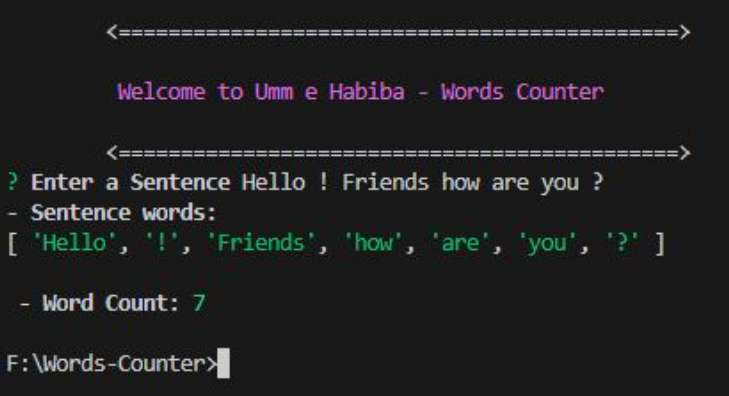 <=============================================>
Welcome to Umm e Habiba - Words Counter
<=============================================>
? Enter a Sentence Hello ! Friends how are you ?
- Sentence words:
[ 'Hello', '!', 'Friends', 'how', 'are', 'you', '?' ]
- Word Count: 7
F:\Words-Counter>